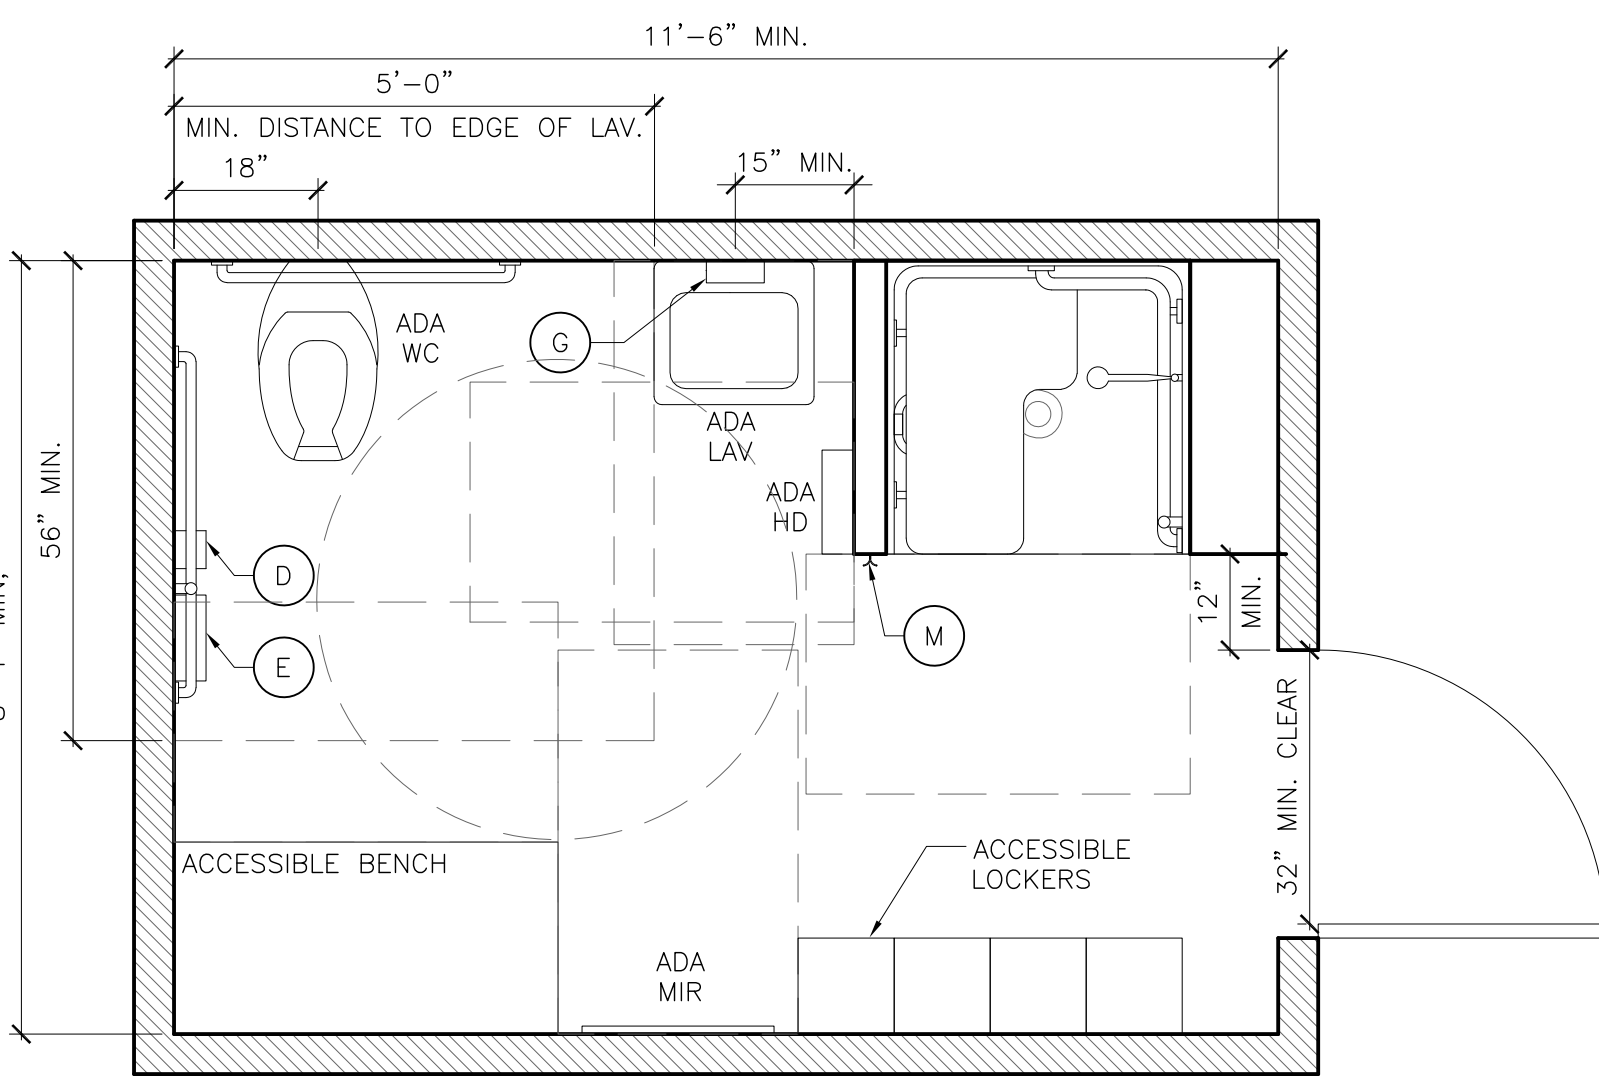 11'-6" MIN.
5'-0"
MIN. DISTANCE TO EDGE OF LAV.
18"
15" MIN.
ADA
WC
G
ADA
LAV
ADA
HD
56" MIN.
D
E
M
12"
MIN.
32" MIN. CLEAR
ACCESSIBLE BENCH
ACCESSIBLE
LOCKERS
ADA
MIR